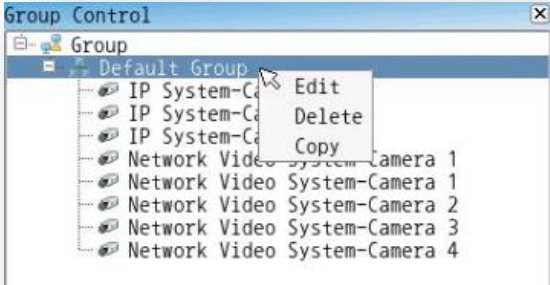 Group Control
Group
Default Group
IP System-Ca
IP System-Ca
IP System-Ca
Edit
Delete
Copy
Network Video System-Camera 1
Network Video System-Camera 1
Network Video System-Camera 2
Network Video System-Camera 3
Network Video System-Camera 4